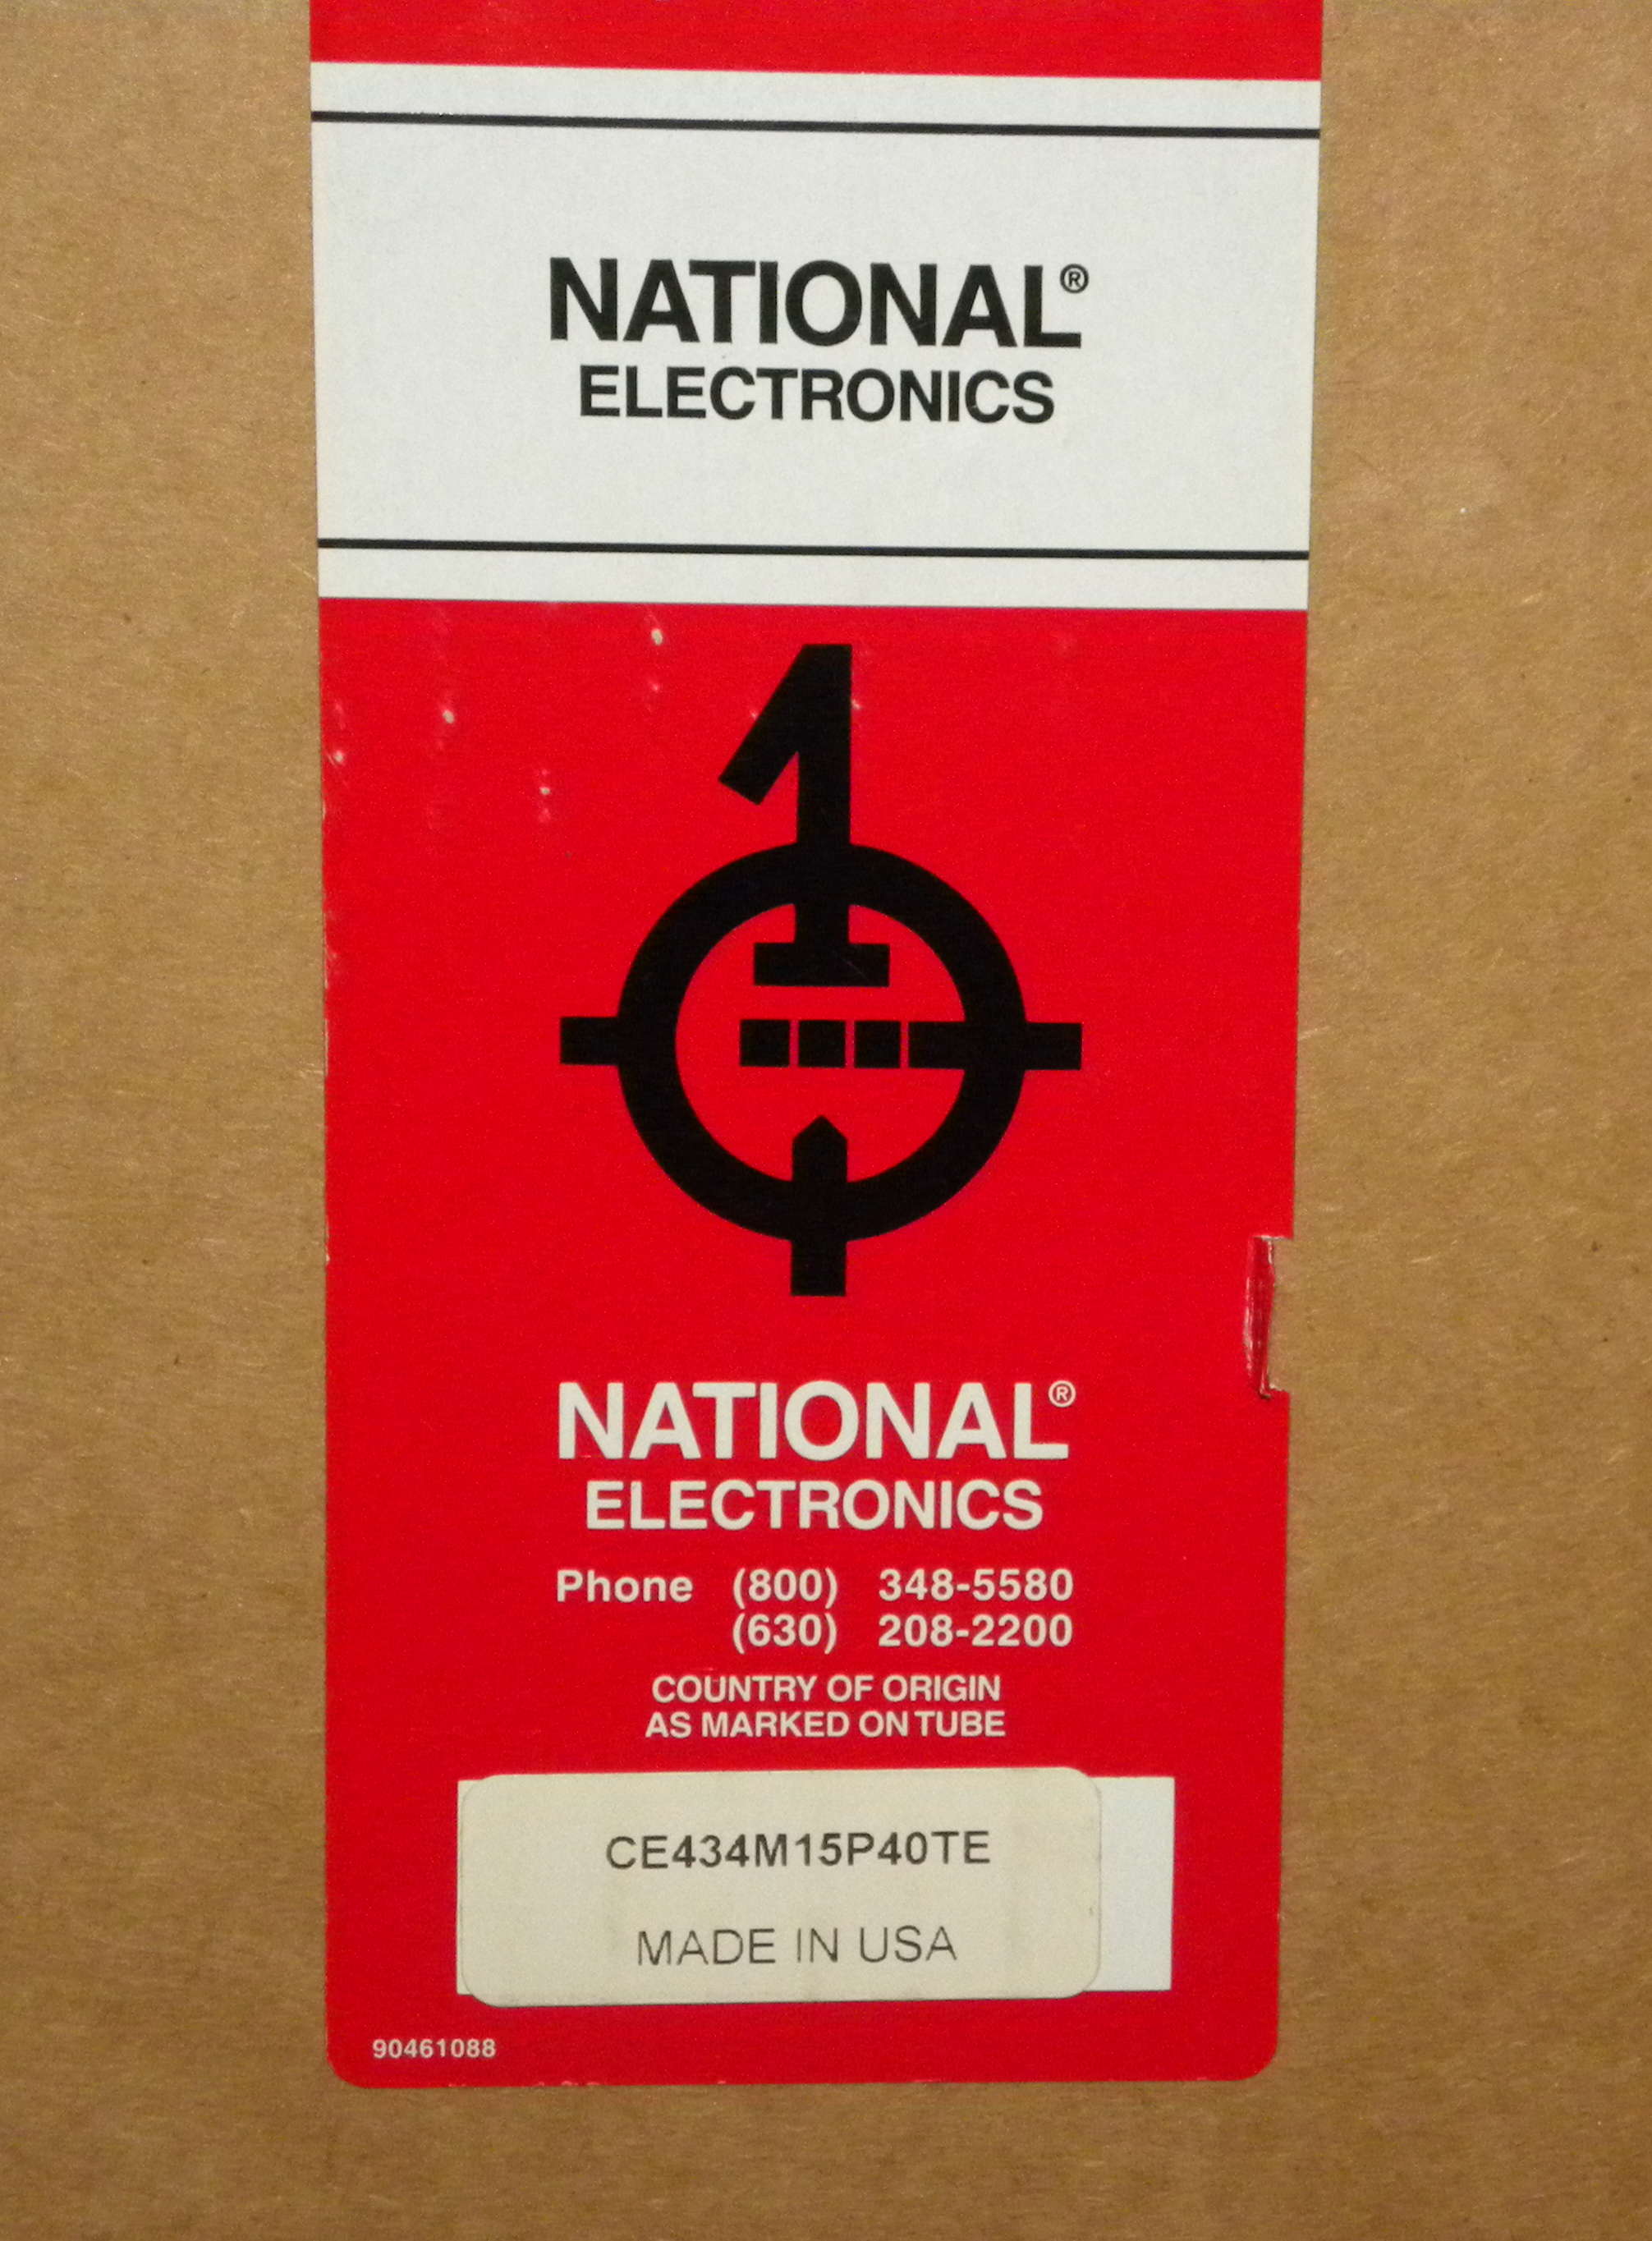 NATIONAL®
ELECTRONICS
NATIONAL®
ELECTRONICS
Phone (800) 348-5580
(630) 208-2200
COUNTRY OF ORIGIN
AS MARKED ON TUBE
CE434M15P40TE
MADE IN USA
90461088